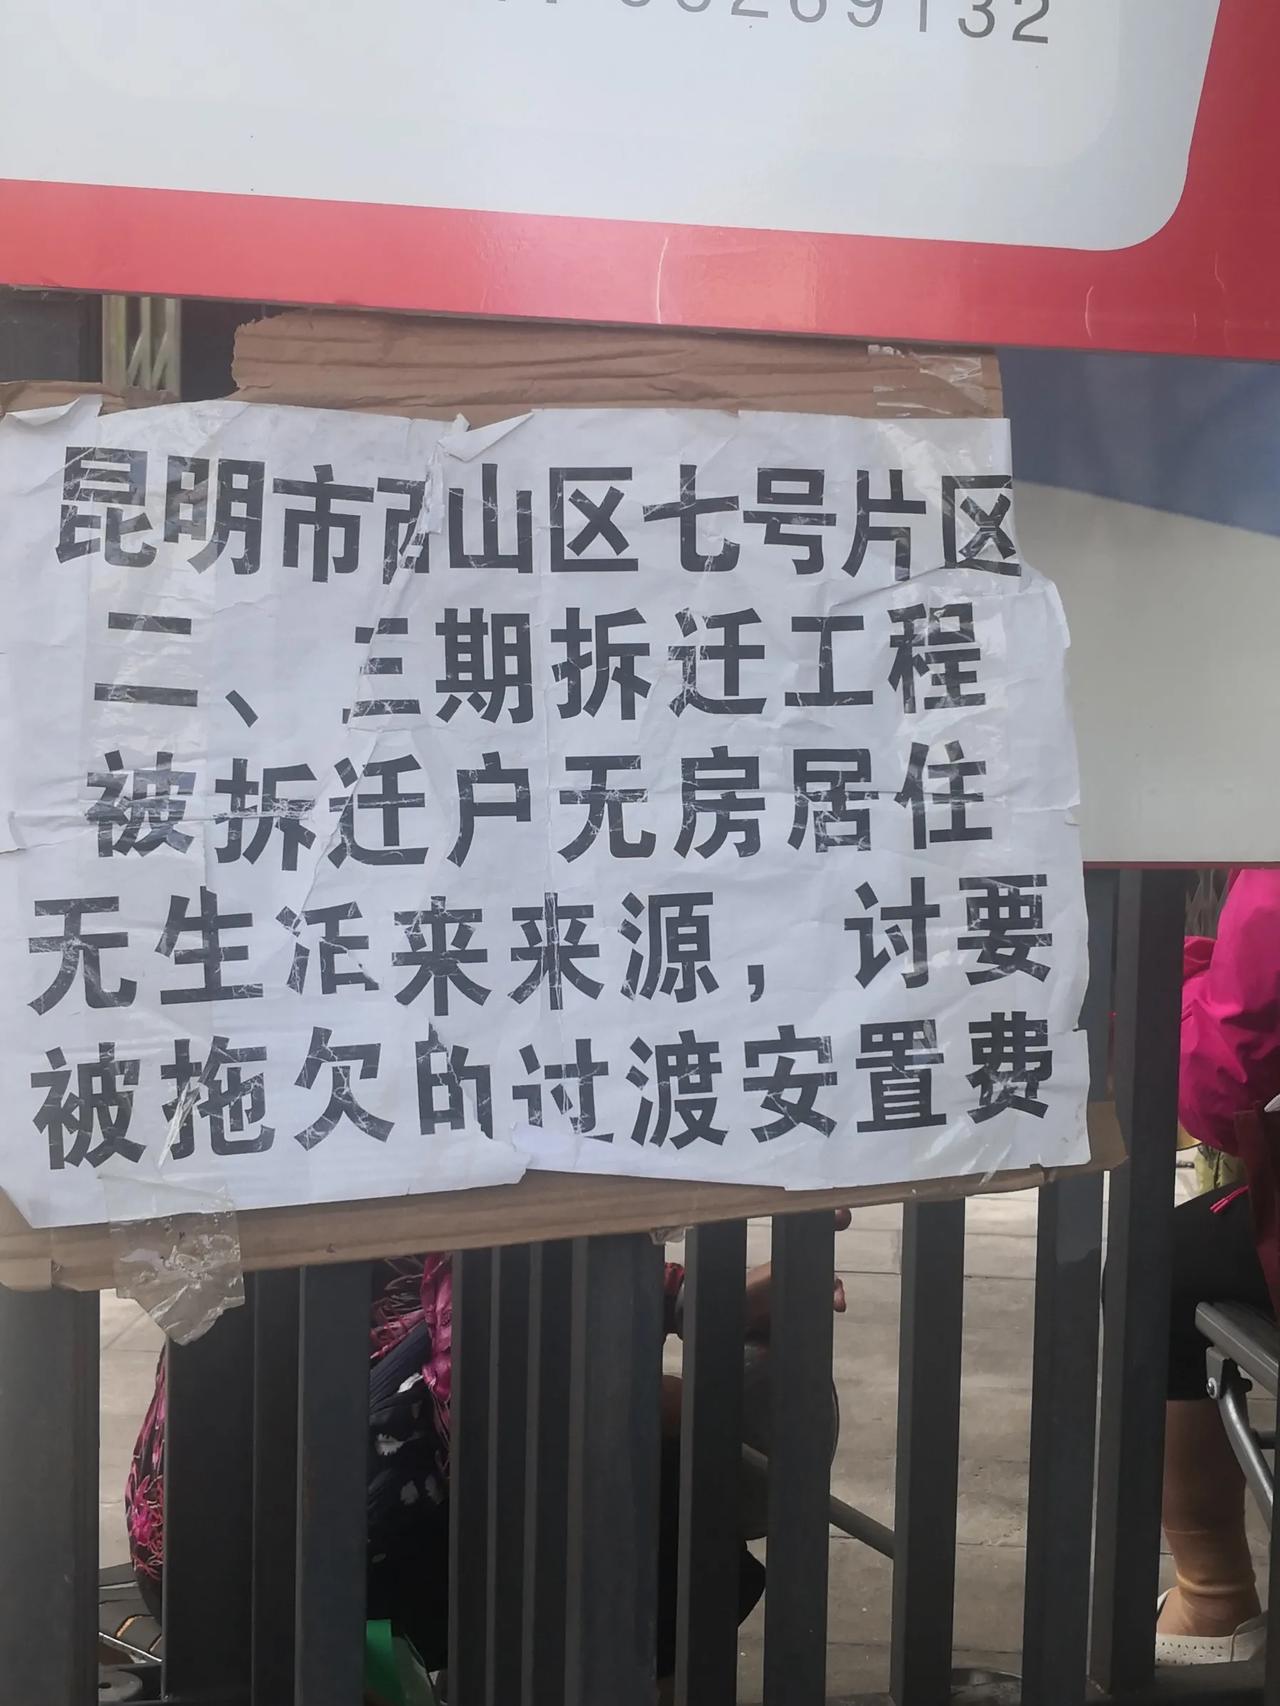 269132
昆明市西山区七号片区
二、三期拆迁工程
被拆迁户无房居住
无生活来来源，讨要
被拖欠的过渡安置费